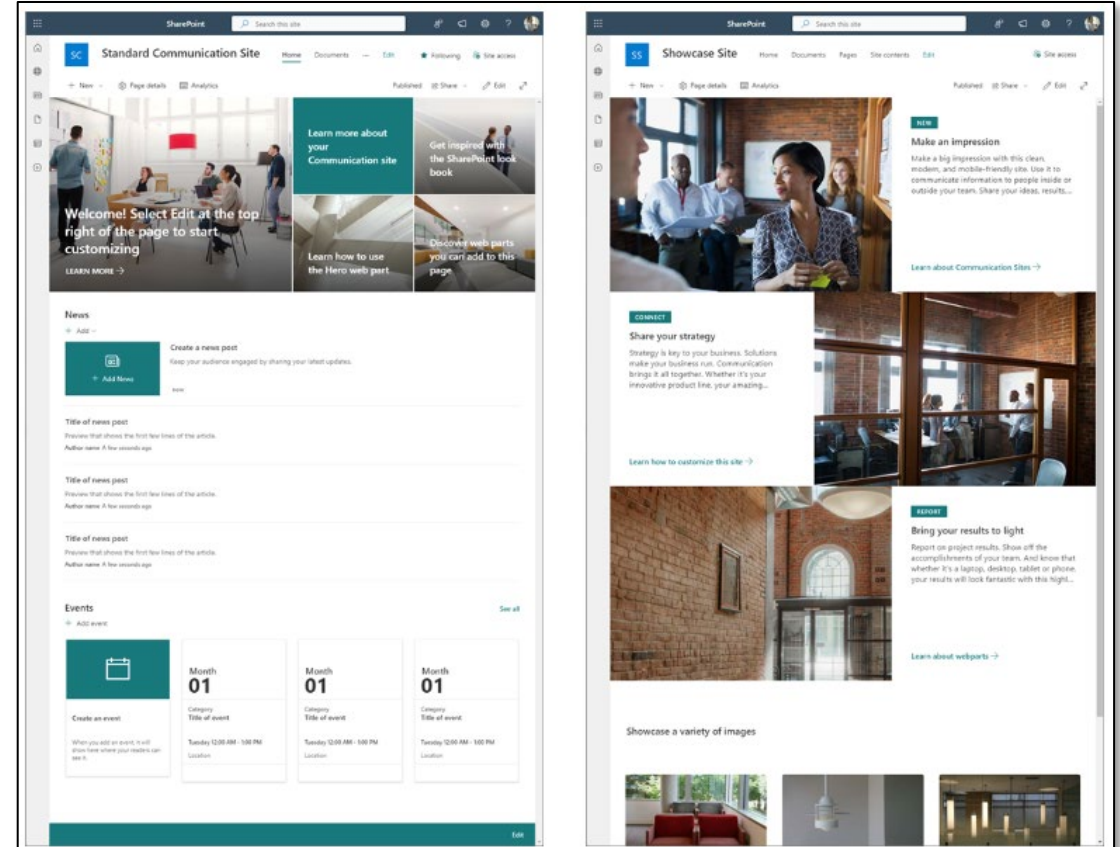 SharePoint
Search this site
?
SC
Standard Communication Site
Home
Documents
Edit
Following
Site access
+ New
Page details
Analytics
Published
Share
Edit
Welcome! Select Edit at the top
right of the page to start
customizing
LEARN MORE →
Learn more about
your
Communication site
Get inspired with
the SharePoint look
book
Learn how to use
the Hero web part
Discover web parts
you can add to this
page
News
+ Add
+ Add News
Create a news post
Keep your audience engaged by sharing your latest updates.
Title of news post
Preview that shows the first few lines of the article.
Author name A few seconds ago
Title of news post
Preview that shows the first few lines of the article.
Author name A few seconds ago
Title of news post
Preview that shows the first few lines of the article.
Author name A few seconds ago
Events
See all
+ Add event
Create an event
When you add an event, it will
show here where your readers can
see it.
Month
01
Category
Title of event
Tuesday 12:00 AM - 1:00 PM
Location
Month
01
Category
Title of event
Tuesday 12:00 AM - 1:00 PM
Location
Month
01
Category
Title of event
Tuesday 12:00 AM - 1:00 PM
Location
Edit
SharePoint
Search this site
?
SS
Showcase Site
Home
Documents
Pages
Site contents
Edit
Site access
+ New
Page details
Analytics
Published
Share
Edit
NEW
Make an impression
Make a big impression with this clean,
modern, and mobile-friendly site. Use it to
communicate information to people inside or
outside your team. Share your ideas, results,...
Learn about Communication Sites →
CONNECT
Share your strategy
Strategy is key to your business. Solutions
make your business run. Communication
brings it all together. Whether it's your
innovative product line, your amazing...
Learn how to customize this site →
REPORT
Bring your results to light
Report on project results. Show off the
accomplishments of your team. And know that
whether it's a laptop, desktop, tablet or phone,
your results will look fantastic with this highl...
Learn about webparts →
Showcase a variety of images